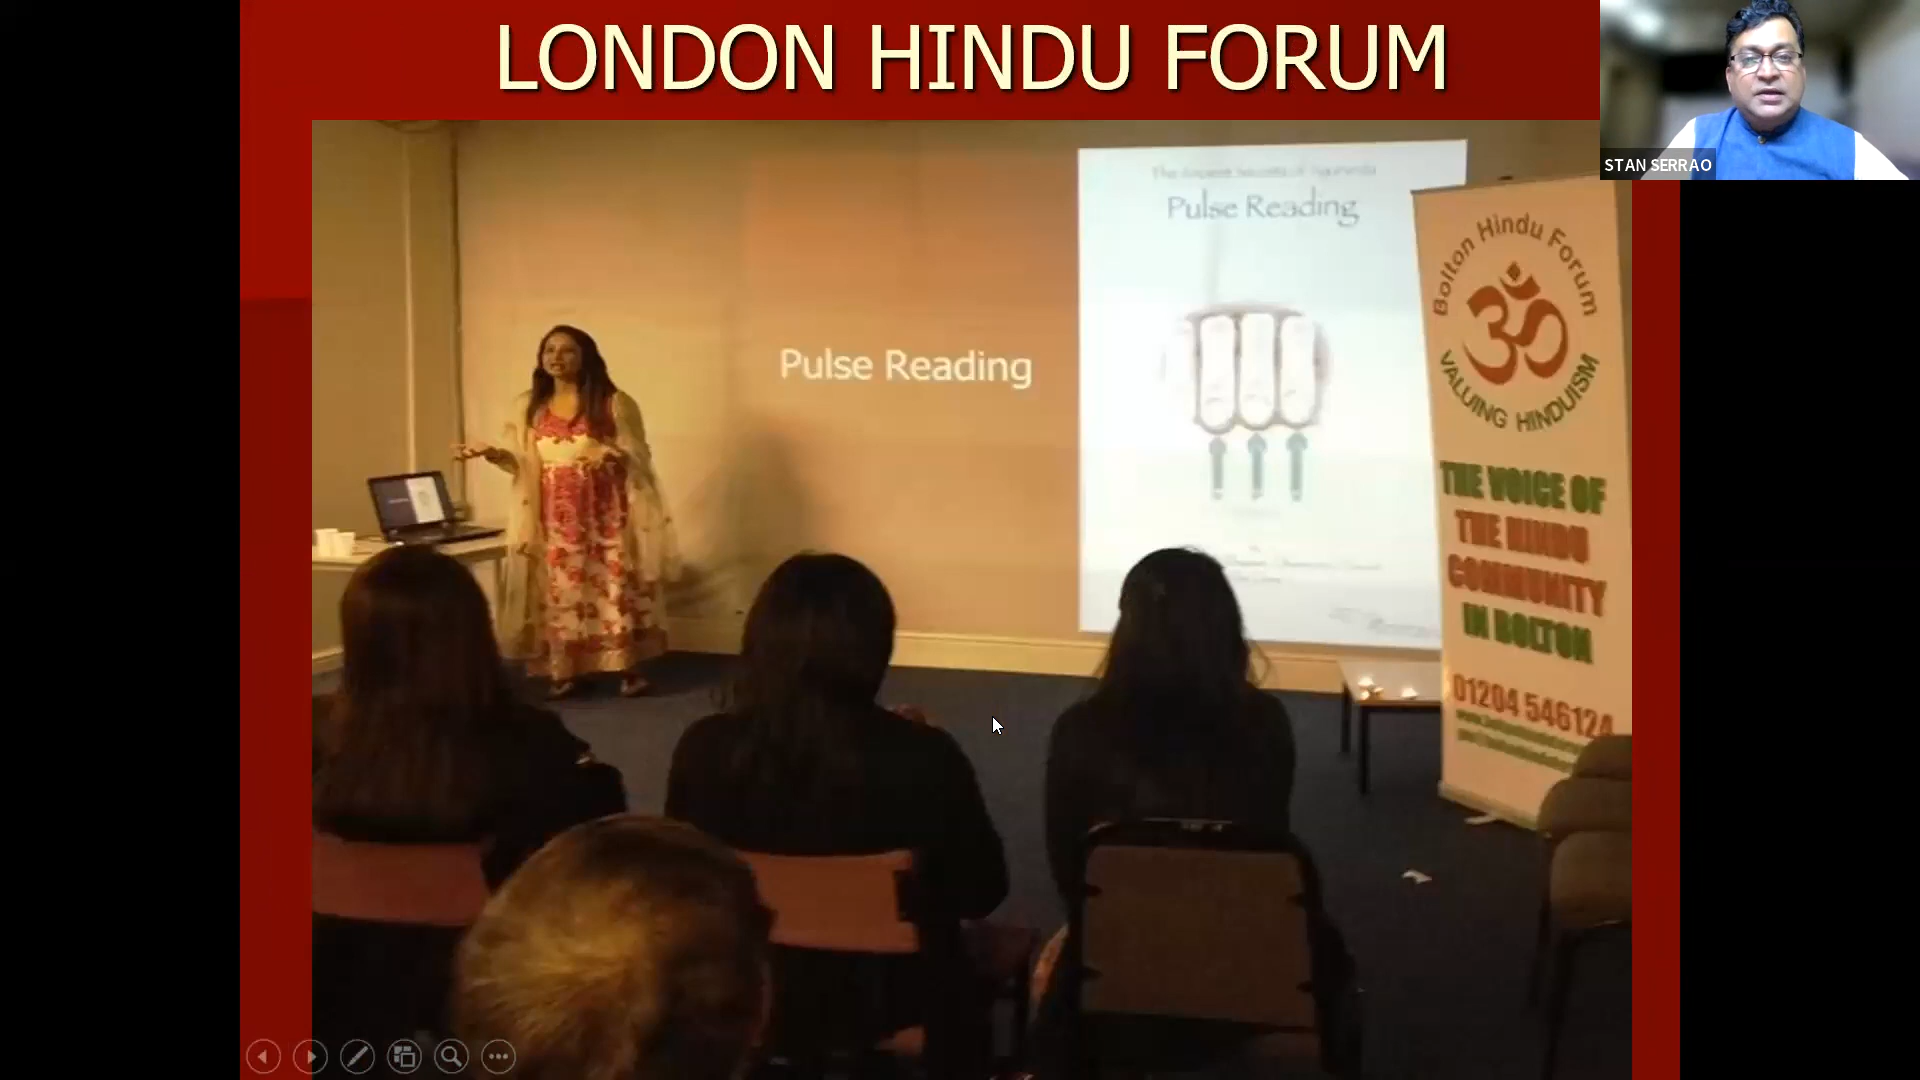 LONDON HINDU FORUM
STAN SERRAO
Pulse Reading
Pulse Reading
Bolton Hindu Forum
VALUING HINDUISM
THE VOICE OF
THE HINDU
COMMUNITY
IN BOLTON
01204 546124